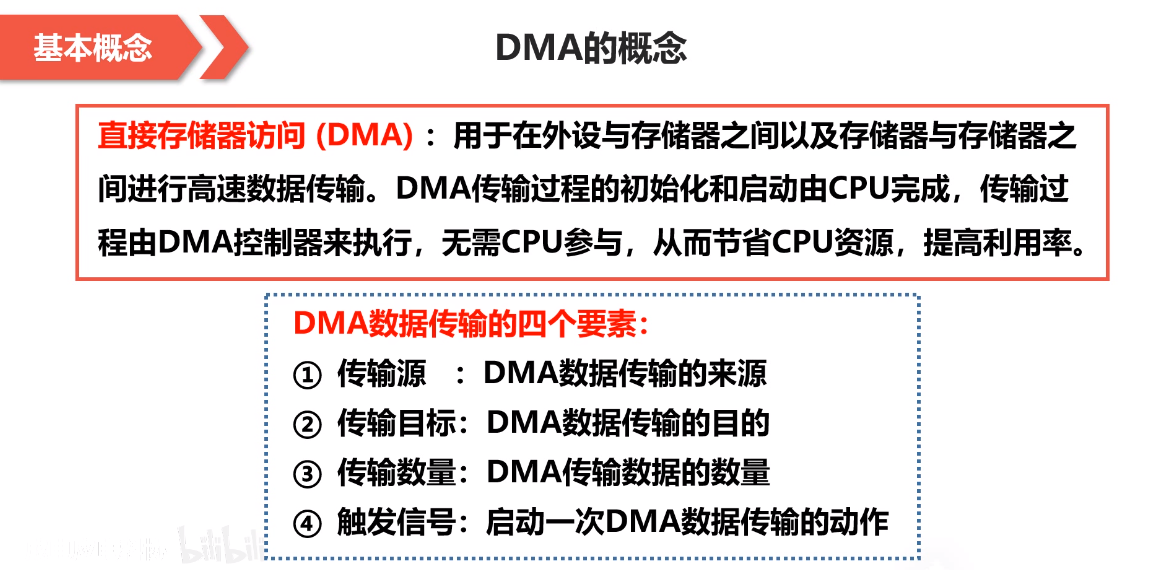 基本概念
DMA的概念
直接存储器访问 (DMA) ：用于在外设与存储器之间以及存储器与存储器之
间进行高速数据传输。DMA传输过程的初始化和启动由CPU完成，传输过
程由DMA控制器来执行，无需CPU参与，从而节省CPU资源，提高利用率。
DMA数据传输的四个要素：
① 传输源 ：DMA数据传输的来源
② 传输目标：DMA数据传输的目的
③ 传输数量：DMA传输数据的数量
④ 触发信号：启动一次DMA数据传输的动作